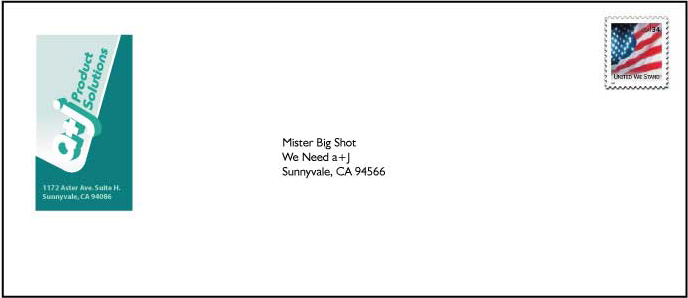 a+J
Product
Solutions
1172 Aster Ave. Suite H.
Sunnyvale, CA 94086
34
UNITED WE STAND
Mister Big Shot
We Need a+J
Sunnyvale, CA 94566